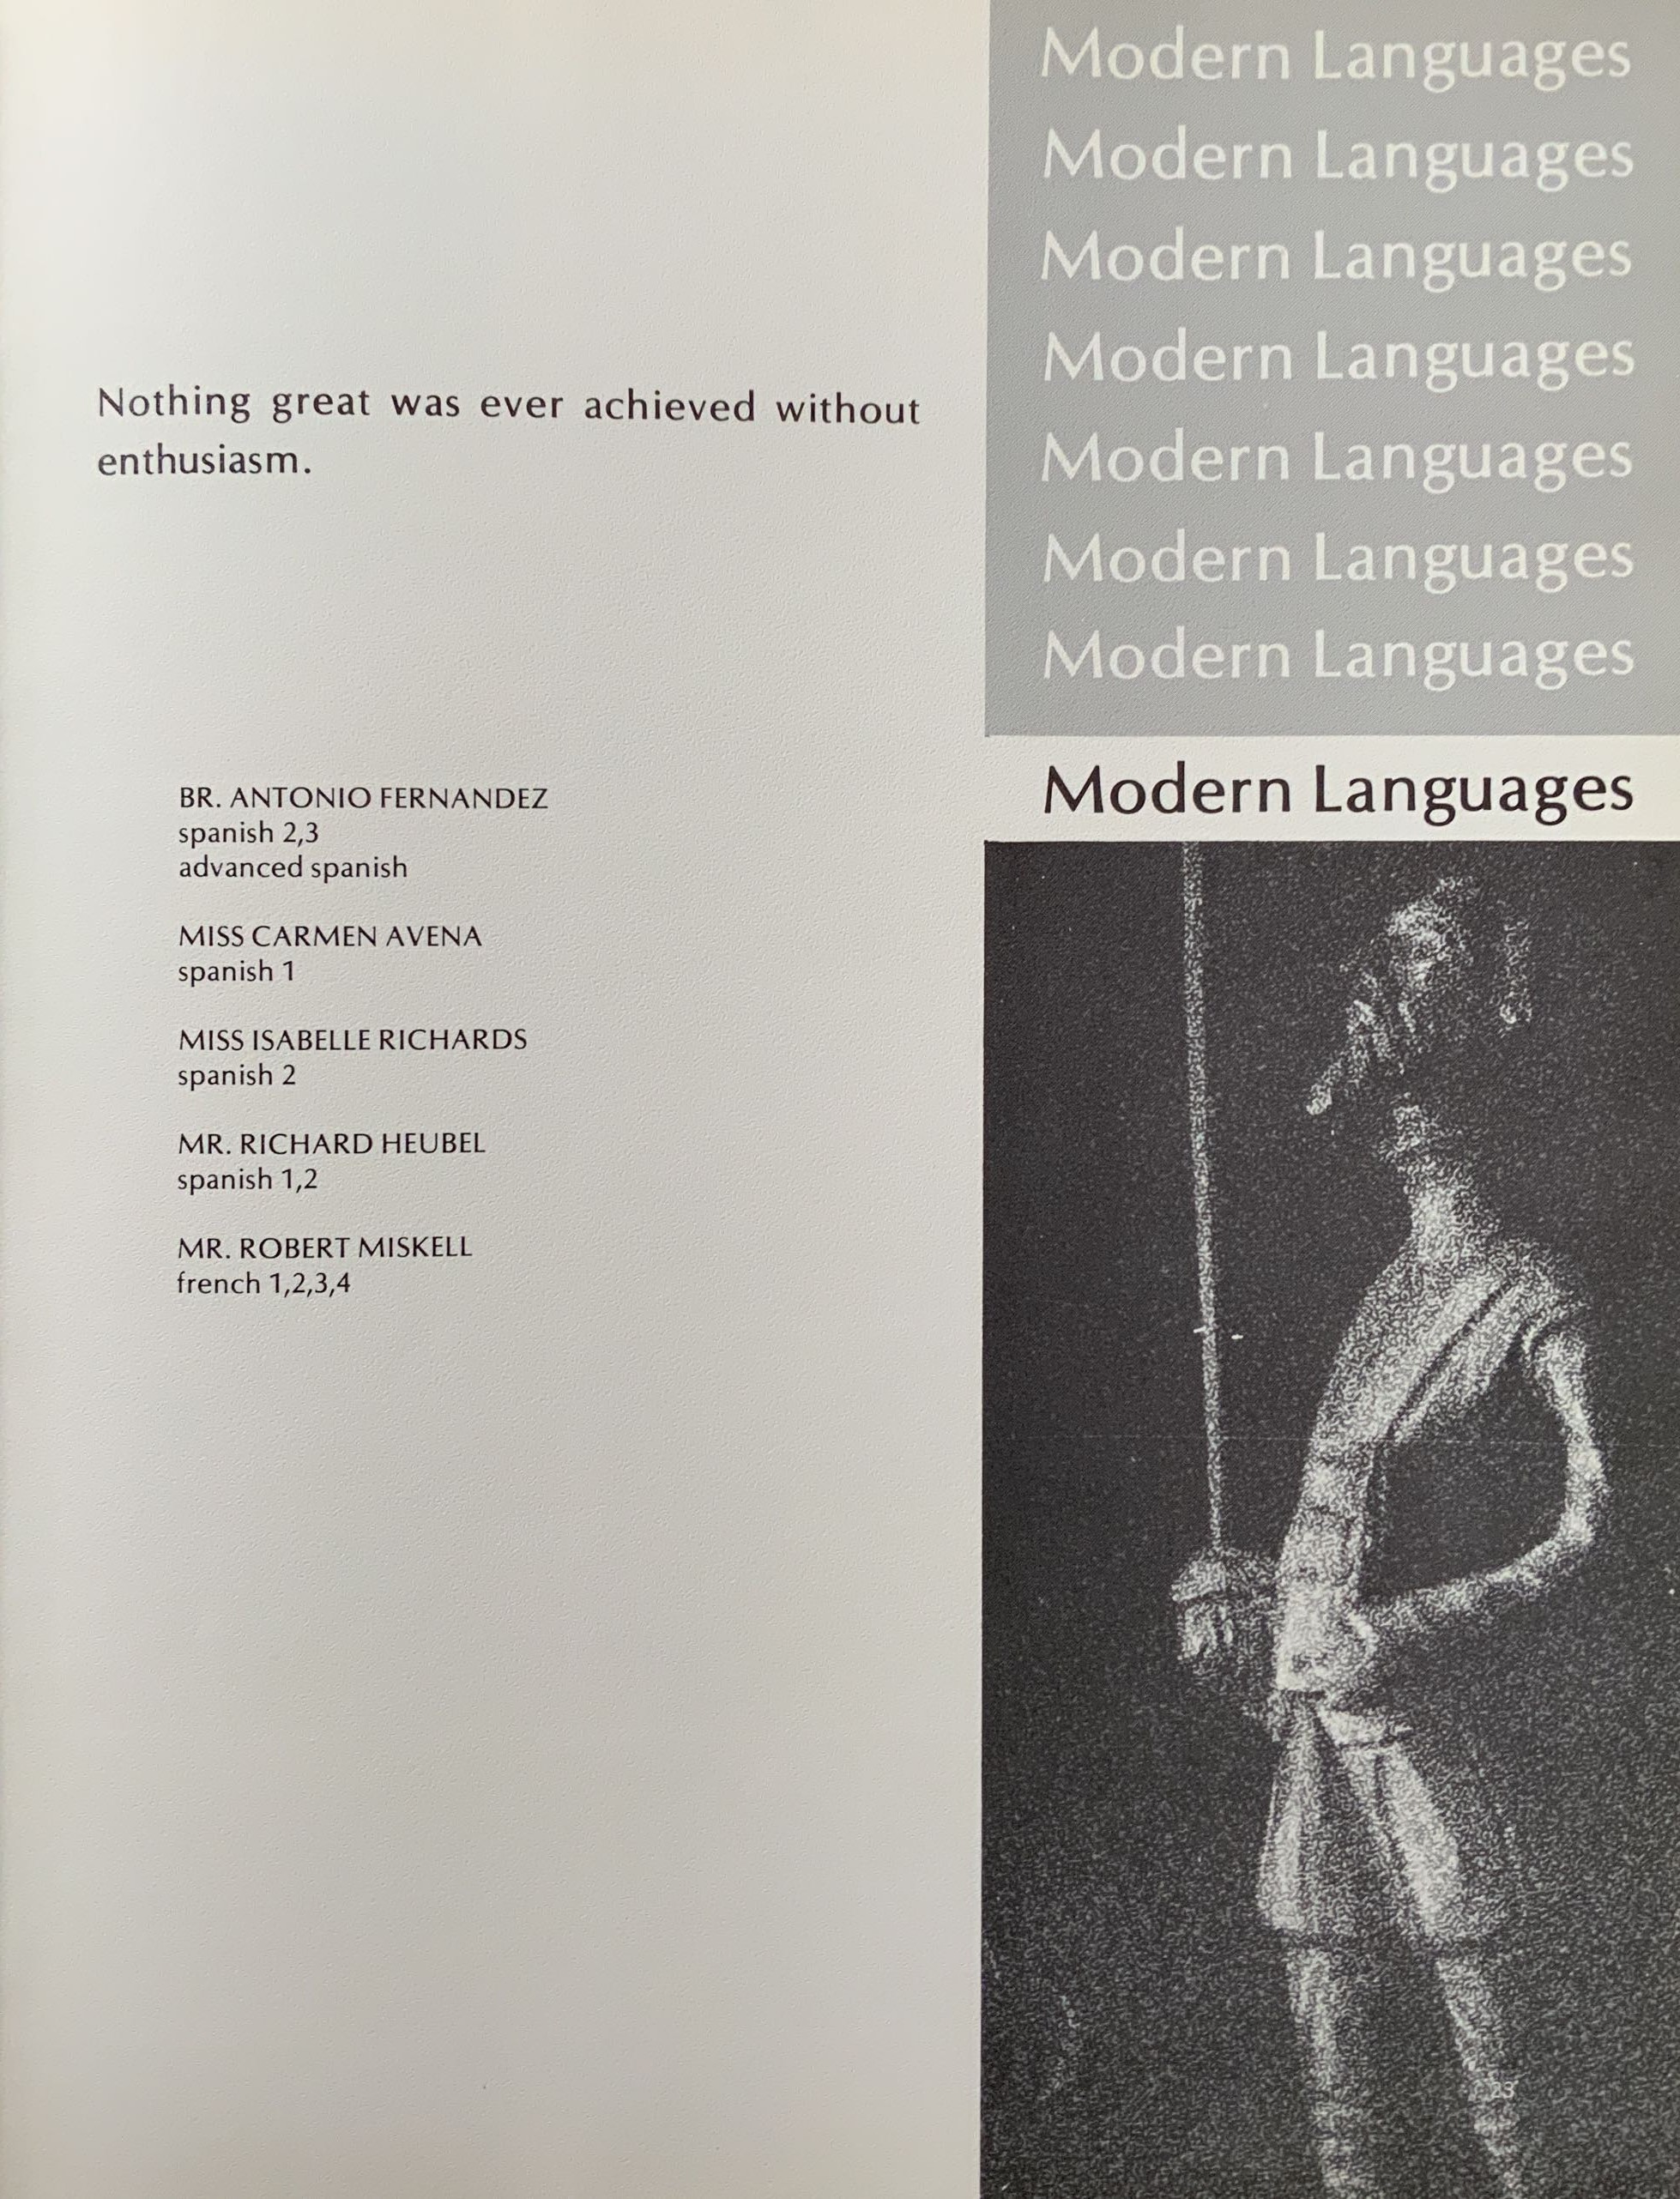 Modern Languages
Modern Languages
Modern Languages
Modern Languages
Modern Languages
Modern Languages
Modern Languages
Modern Languages
Nothing great was ever achieved without
enthusiasm.
BR. ANTONIO FERNANDEZ
spanish 2,3
advanced spanish
MISS CARMEN AVENA
spanish 1
MISS ISABELLE RICHARDS
spanish 2
MR. RICHARD HEUBEL
spanish 1,2
MR. ROBERT MISKELL
french 1,2,3,4
23